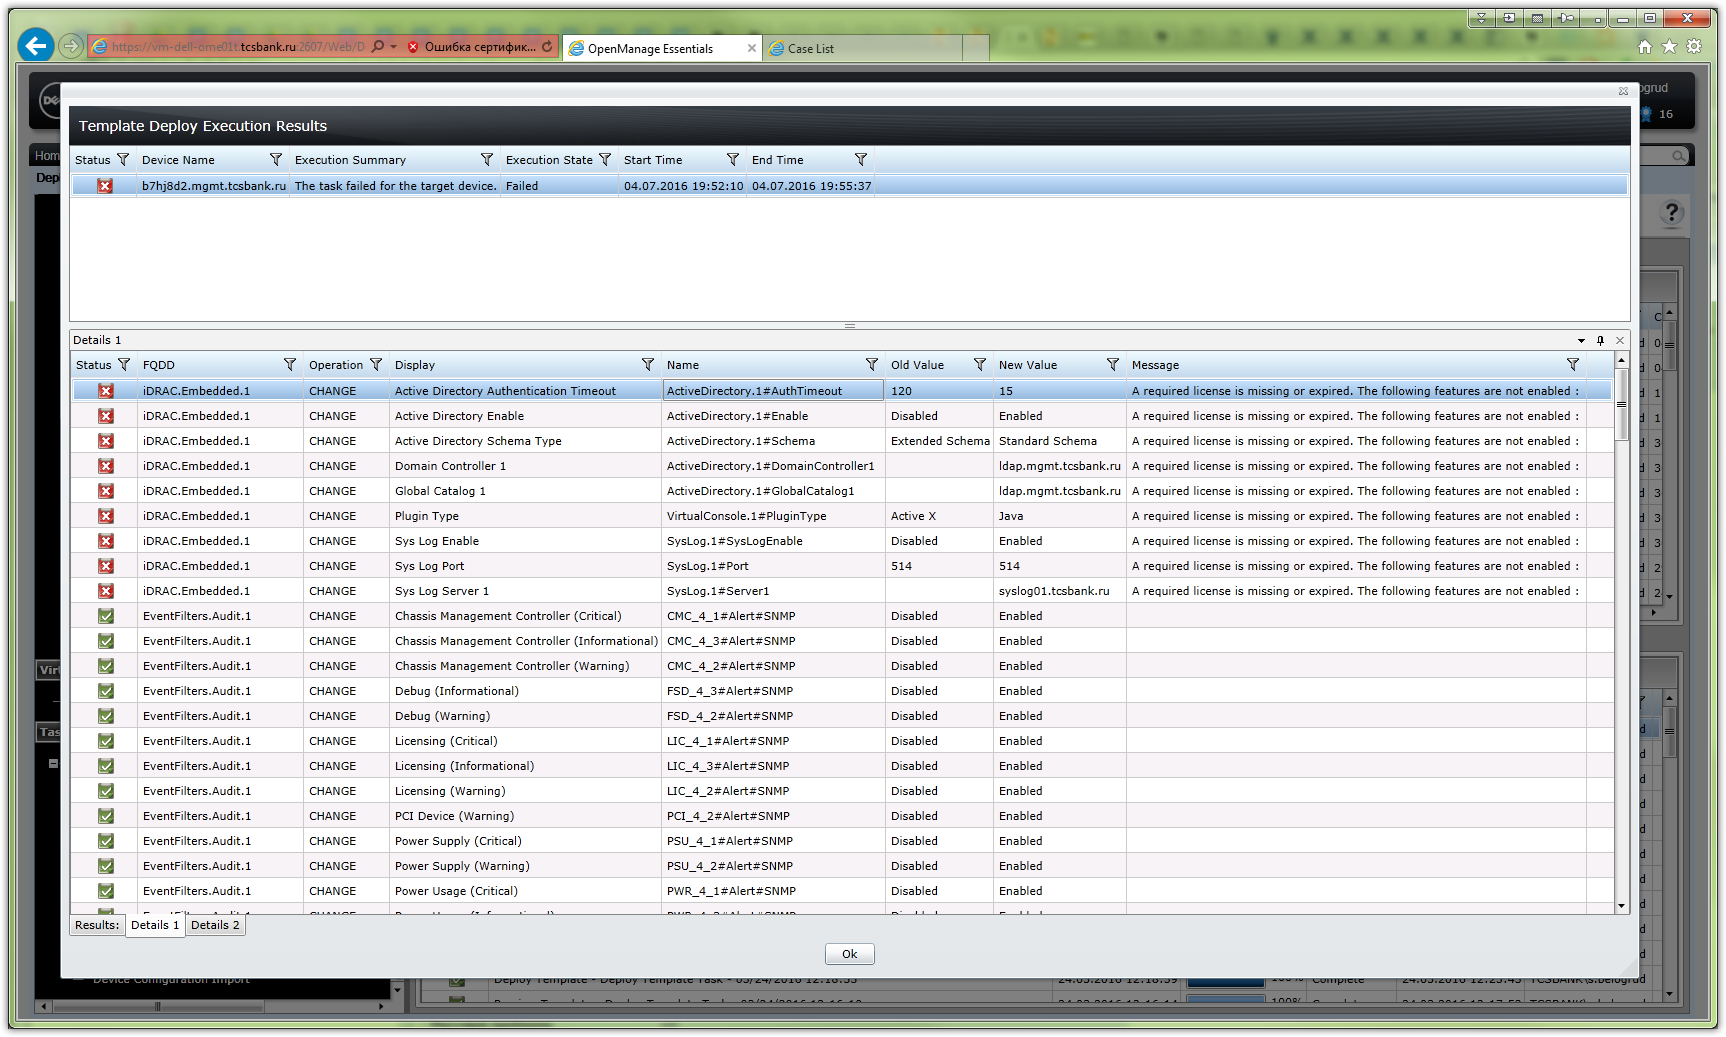 https://vm-dell-ome01t.tcsbank.ru:2607/Web/D
Ошибка сертифик...
OpenManage Essentials
Case List
ogrud
16
Hom
Dep
Template Deploy Execution Results
Status Device Name Execution Summary Execution State Start Time End Time
b7hj8d2.mgmt.tcsbank.ru The task failed for the target device. Failed 04.07.2016 19:52:10 04.07.2016 19:55:37
Details 1
Status FQDD Operation Display Name Old Value New Value Message
iDRAC.Embedded.1 CHANGE Active Directory Authentication Timeout ActiveDirectory.1#AuthTimeout 120 15 A required license is missing or expired. The following features are not enabled :
iDRAC.Embedded.1 CHANGE Active Directory Enable ActiveDirectory.1#Enable Disabled Enabled A required license is missing or expired. The following features are not enabled :
iDRAC.Embedded.1 CHANGE Active Directory Schema Type ActiveDirectory.1#Schema Extended Schema Standard Schema A required license is missing or expired. The following features are not enabled :
iDRAC.Embedded.1 CHANGE Domain Controller 1 ActiveDirectory.1#DomainController1 ldap.mgmt.tcsbank.ru A required license is missing or expired. The following features are not enabled :
iDRAC.Embedded.1 CHANGE Global Catalog 1 ActiveDirectory.1#GlobalCatalog1 ldap.mgmt.tcsbank.ru A required license is missing or expired. The following features are not enabled :
iDRAC.Embedded.1 CHANGE Plugin Type VirtualConsole.1#PluginType Active X Java A required license is missing or expired. The following features are not enabled :
iDRAC.Embedded.1 CHANGE Sys Log Enable SysLog.1#SysLogEnable Disabled Enabled A required license is missing or expired. The following features are not enabled :
iDRAC.Embedded.1 CHANGE Sys Log Port SysLog.1#Port 514 514 A required license is missing or expired. The following features are not enabled :
iDRAC.Embedded.1 CHANGE Sys Log Server 1 SysLog.1#Server1 syslog01.tcsbank.ru A required license is missing or expired. The following features are not enabled :
EventFilters.Audit.1 CHANGE Chassis Management Controller (Critical) CMC_4_1#Alert#SNMP Disabled Enabled
EventFilters.Audit.1 CHANGE Chassis Management Controller (Informational) CMC_4_3#Alert#SNMP Disabled Enabled
EventFilters.Audit.1 CHANGE Chassis Management Controller (Warning) CMC_4_2#Alert#SNMP Disabled Enabled
EventFilters.Audit.1 CHANGE Debug (Informational) FSD_4_3#Alert#SNMP Disabled Enabled
EventFilters.Audit.1 CHANGE Debug (Warning) FSD_4_2#Alert#SNMP Disabled Enabled
EventFilters.Audit.1 CHANGE Licensing (Critical) LIC_4_1#Alert#SNMP Disabled Enabled
EventFilters.Audit.1 CHANGE Licensing (Informational) LIC_4_3#Alert#SNMP Disabled Enabled
EventFilters.Audit.1 CHANGE Licensing (Warning) LIC_4_2#Alert#SNMP Disabled Enabled
EventFilters.Audit.1 CHANGE PCI Device (Warning) PCI_4_2#Alert#SNMP Disabled Enabled
EventFilters.Audit.1 CHANGE Power Supply (Critical) PSU_4_1#Alert#SNMP Disabled Enabled
EventFilters.Audit.1 CHANGE Power Supply (Warning) PSU_4_2#Alert#SNMP Disabled Enabled
EventFilters.Audit.1 CHANGE Power Usage (Critical) PWR_4_1#Alert#SNMP Disabled Enabled
Results: Details 1 Details 2
Ok
Virt
Tas
Device Configuration Import